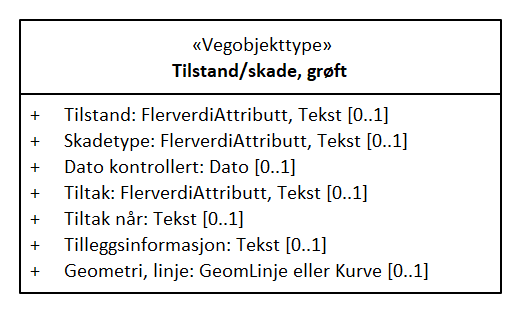 «Vegobjekttype»
Tilstand/skade, grøft
+ Tilstand: FlerverdiAttributt, Tekst [0..1]
+ Skadetype: FlerverdiAttributt, Tekst [0..1]
+ Dato kontrollert: Dato [0..1]
+ Tiltak: FlerverdiAttributt, Tekst [0..1]
+ Tiltak når: Tekst [0..1]
+ Tilleggsinformasjon: Tekst [0..1]
+ Geometri, linje: GeomLinje eller Kurve [0..1]